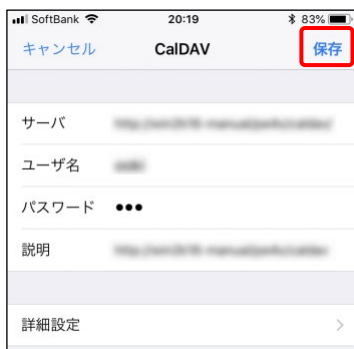 SoftBank 20:19 83%
キャンセル CalDAV 保存
サーバ
ユーザ名
パスワード ●●●
説明
詳細設定